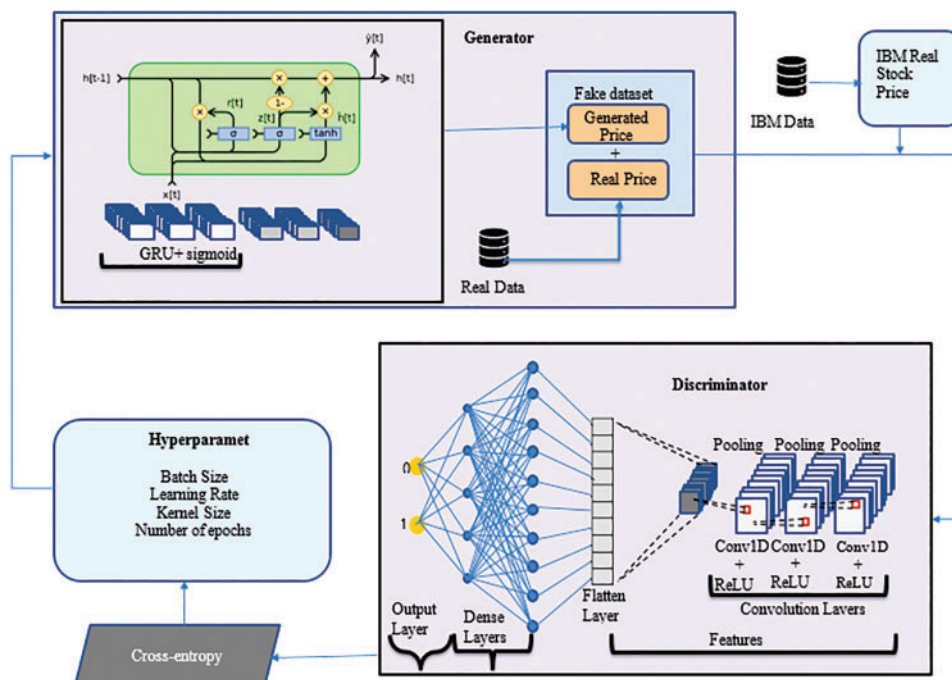 Generator
ŷ[t]
h[t-1]
h[t]
×
+
1-
×
×
r[t]
z[t]
h̃[t]
σ
σ
tanh
x[t]
GRU+ sigmoid
Fake dataset
Generated
Price
+
Real Price
Real Data
IBM Data
IBM Real
Stock
Price
Discriminator
Pooling Pooling Pooling
Conv1D Conv1D Conv1D
+ + +
ReLU ReLU ReLU
Convolution Layers
Features
Flatten
Layer
0
1
Output
Layer
Dense
Layers
Hyperparamet
Batch Size
Learning Rate
Kernel Size
Number of epochs
Cross-entropy